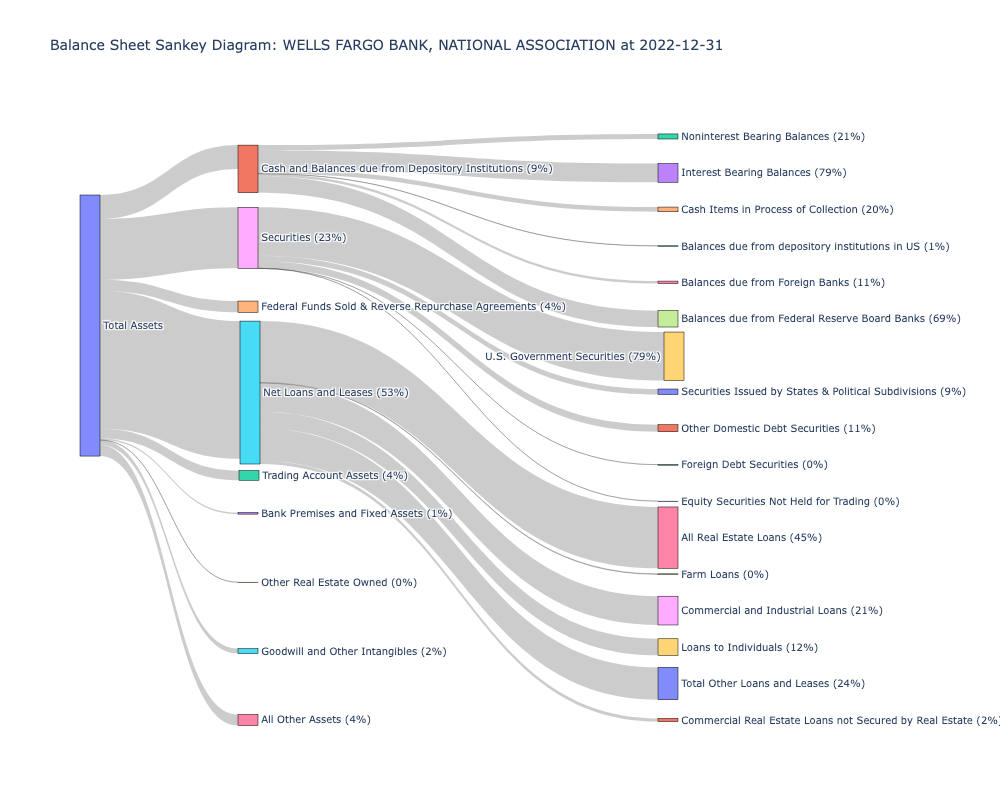 Balance Sheet Sankey Diagram: WELLS FARGO BANK, NATIONAL ASSOCIATION at 2022-12-31
Total Assets
Cash and Balances due from Depository Institutions (9%)
Securities (23%)
Federal Funds Sold & Reverse Repurchase Agreements (4%)
Net Loans and Leases (53%)
Trading Account Assets (4%)
Bank Premises and Fixed Assets (1%)
Other Real Estate Owned (0%)
Goodwill and Other Intangibles (2%)
All Other Assets (4%)
Noninterest Bearing Balances (21%)
Interest Bearing Balances (79%)
Cash Items in Process of Collection (20%)
Balances due from depository institutions in US (1%)
Balances due from Foreign Banks (11%)
Balances due from Federal Reserve Board Banks (69%)
U.S. Government Securities (79%)
Securities Issued by States & Political Subdivisions (9%)
Other Domestic Debt Securities (11%)
Foreign Debt Securities (0%)
Equity Securities Not Held for Trading (0%)
All Real Estate Loans (45%)
Farm Loans (0%)
Commercial and Industrial Loans (21%)
Loans to Individuals (12%)
Total Other Loans and Leases (24%)
Commercial Real Estate Loans not Secured by Real Estate (2%)